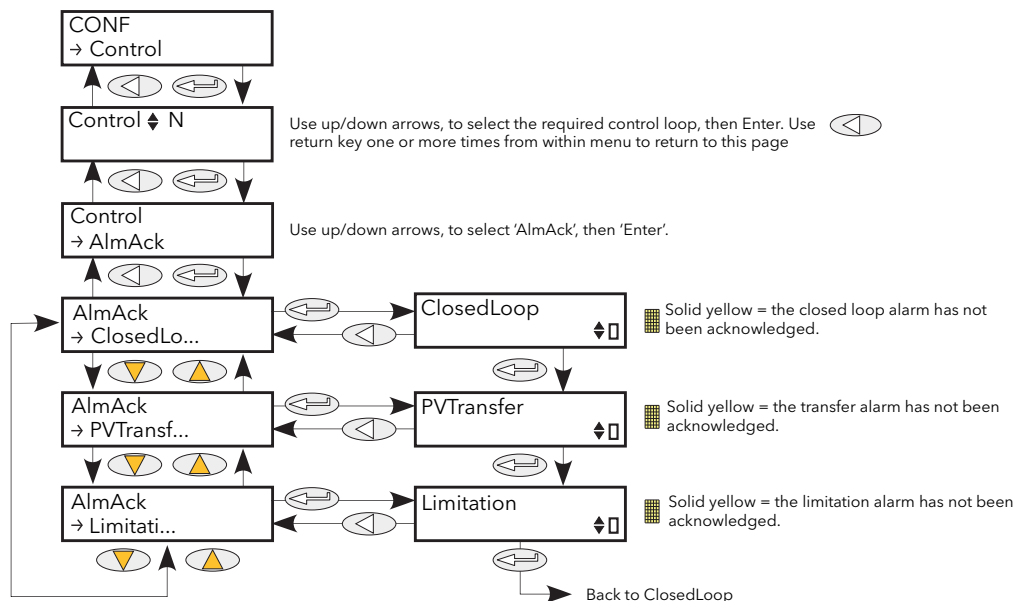 CONF
→ Control
Control N
Use up/down arrows, to select the required control loop, then Enter. Use
return key one or more times from within menu to return to this page
Control
→ AlmAck
Use up/down arrows, to select 'AlmAck', then 'Enter'.
AlmAck
→ ClosedLo...
ClosedLoop
Solid yellow = the closed loop alarm has not
been acknowledged.
AlmAck
→ PVTransf...
PVTransfer
Solid yellow = the transfer alarm has not been
acknowledged.
AlmAck
→ Limitati...
Limitation
Solid yellow = the limitation alarm has not been
acknowledged.
Back to ClosedLoop